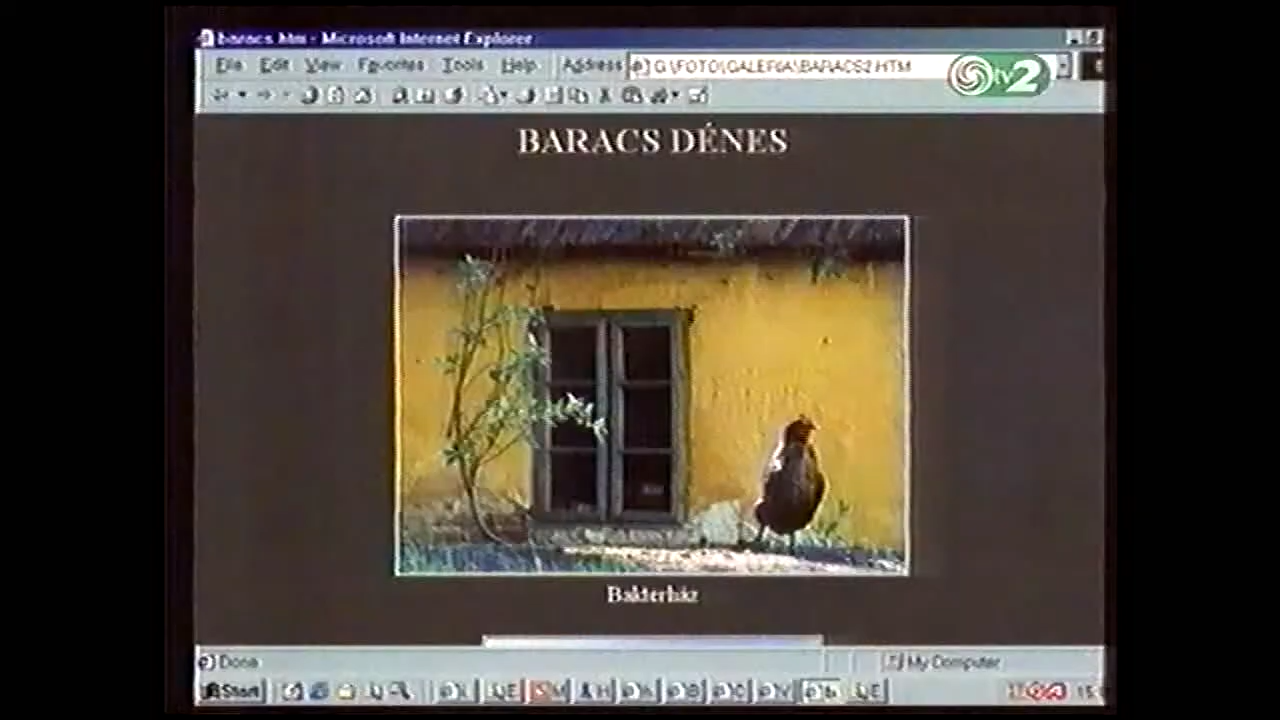 baracs.htm - Microsoft Internet Explorer
File Edit View Favorites Tools Help Address G:\FOTO\GALERIA\BARACS2.HTM
tv2
BARACS DÉNES
Bakterház
Done My Computer
Start